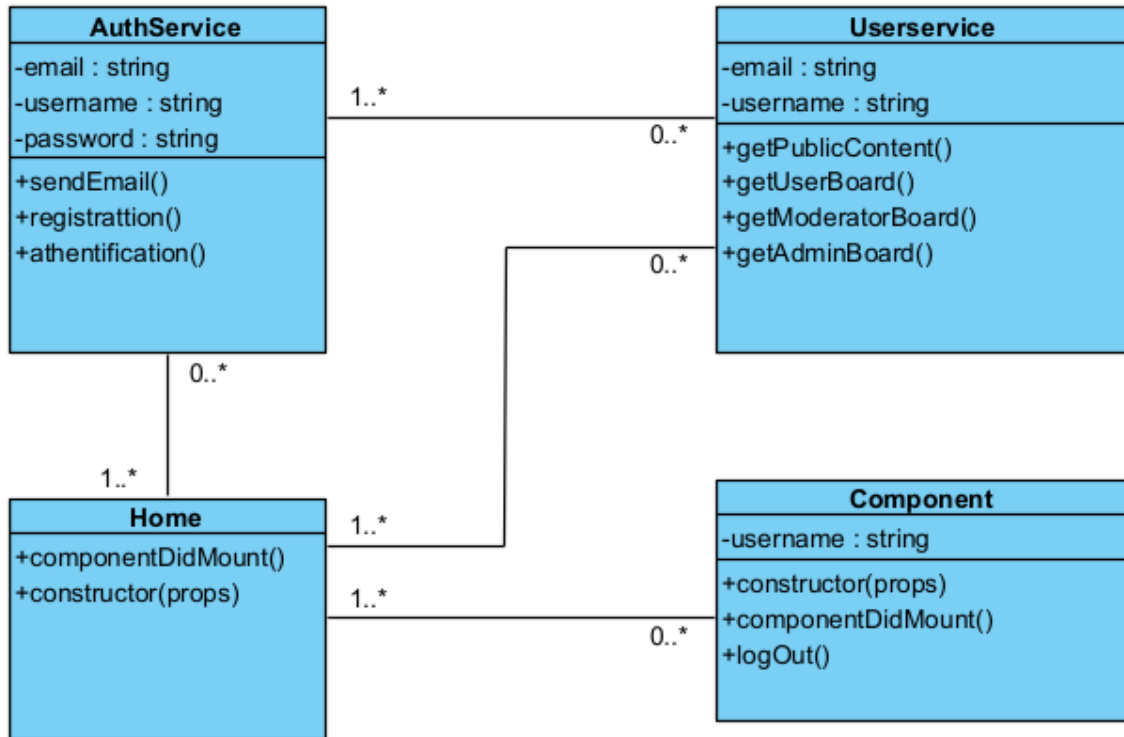 AuthService
-email : string
-username : string
-password : string
+sendEmail()
+registrattion()
+athentification()
1..*
0..*
Userservice
-email : string
-username : string
+getPublicContent()
+getUserBoard()
+getModeratorBoard()
+getAdminBoard()
0..*
0..*
1..*
Home
+componentDidMount()
+constructor(props)
1..*
1..*
0..*
Component
-username : string
+constructor(props)
+componentDidMount()
+logOut()